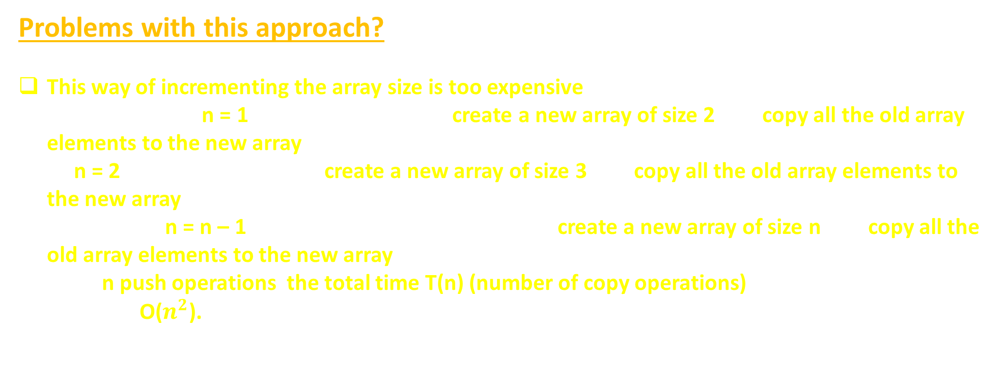 Problems with this approach?
❑ This way of incrementing the array size is too expensive
n = 1 create a new array of size 2 copy all the old array
elements to the new array
n = 2 create a new array of size 3 copy all the old array elements to
the new array
n = n – 1 create a new array of size n copy all the
old array elements to the new array
n push operations the total time T(n) (number of copy operations)
O(n²).